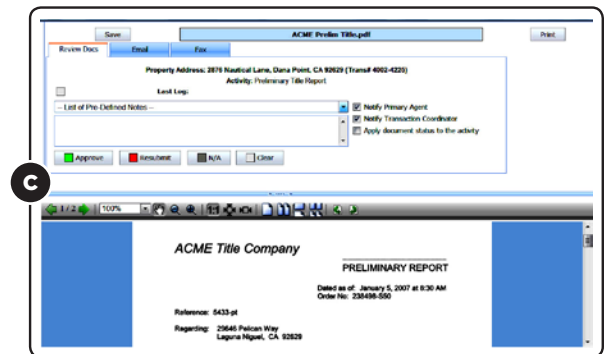 Save
ACME Prelim Title.pdf
Print
Review Docs
Email
Fax
Property Address: 2876 Nautical Lane, Dana Point, CA 92629 (Trans# 4002-4225)
Activity: Preliminary Title Report
Last Log:
-- List of Pre-Defined Notes --
Notify Primary Agent
Notify Transaction Coordinator
Apply document status to the activity
Approve
Resubmit
N/A
Clear
C
1 / 2
100%
ACME Title Company
PRELIMINARY REPORT
Dated as of: January 5, 2007 at 8:30 AM
Order No: 238498-S50
Reference: 5433-pt
Regarding: 29646 Pelican Way
Laguna Niguel, CA 92629